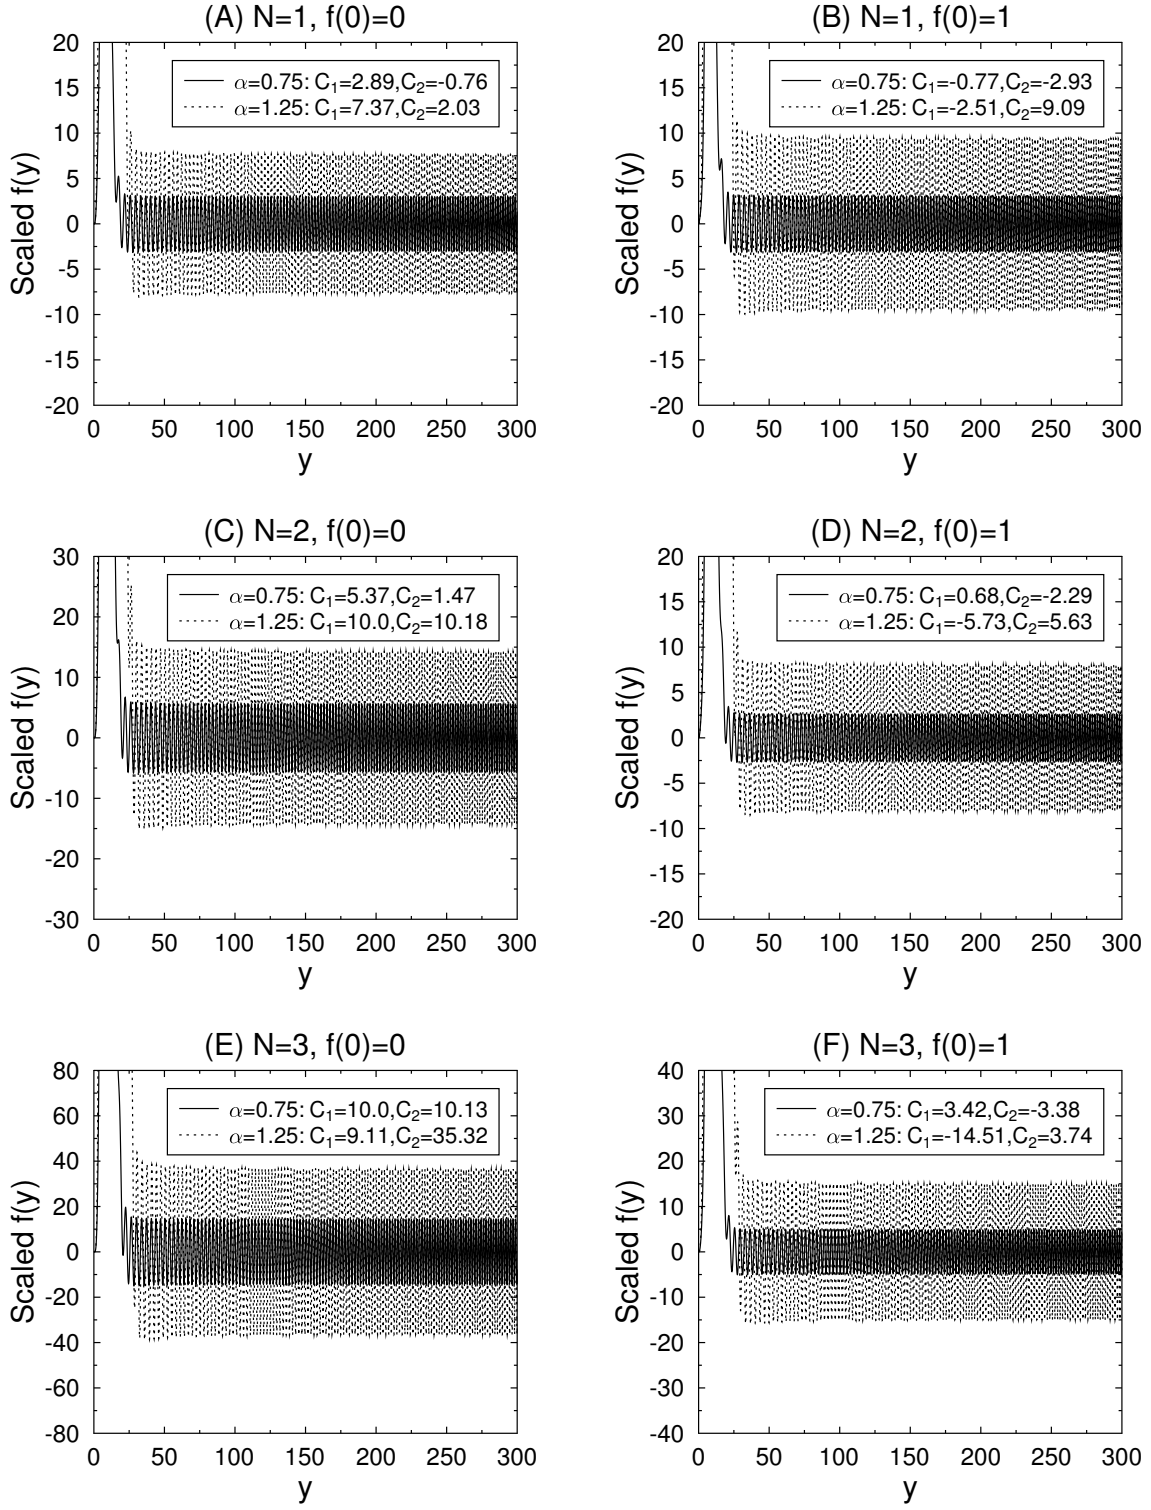 (A) N=1, f(0)=0
α=0.75: C₁=2.89,C₂=-0.76
α=1.25: C₁=7.37,C₂=2.03
Scaled f(y)
20
15
10
5
0
-5
-10
-15
-20
0 50 100 150 200 250 300
y
(B) N=1, f(0)=1
α=0.75: C₁=-0.77,C₂=-2.93
α=1.25: C₁=-2.51,C₂=9.09
Scaled f(y)
20
15
10
5
0
-5
-10
-15
-20
0 50 100 150 200 250 300
y
(C) N=2, f(0)=0
α=0.75: C₁=5.37,C₂=1.47
α=1.25: C₁=10.0,C₂=10.18
Scaled f(y)
30
20
10
0
-10
-20
-30
0 50 100 150 200 250 300
y
(D) N=2, f(0)=1
α=0.75: C₁=0.68,C₂=-2.29
α=1.25: C₁=-5.73,C₂=5.63
Scaled f(y)
20
15
10
5
0
-5
-10
-15
-20
0 50 100 150 200 250 300
y
(E) N=3, f(0)=0
α=0.75: C₁=10.0,C₂=10.13
α=1.25: C₁=9.11,C₂=35.32
Scaled f(y)
80
60
40
20
0
-20
-40
-60
-80
0 50 100 150 200 250 300
y
(F) N=3, f(0)=1
α=0.75: C₁=3.42,C₂=-3.38
α=1.25: C₁=-14.51,C₂=3.74
Scaled f(y)
40
30
20
10
0
-10
-20
-30
-40
0 50 100 150 200 250 300
y